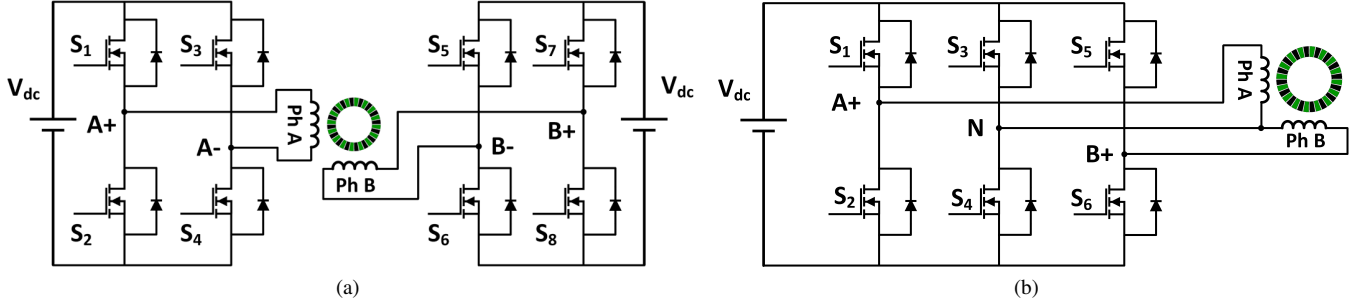 S1 S3 S5 S7
Vdc Vdc
Ph A
A+ B+
A- B-
Ph B
S2 S4 S6 S8
(a)
S1 S3 S5
Vdc
Ph A
A+
N
B+
Ph B
S2 S4 S6
(b)